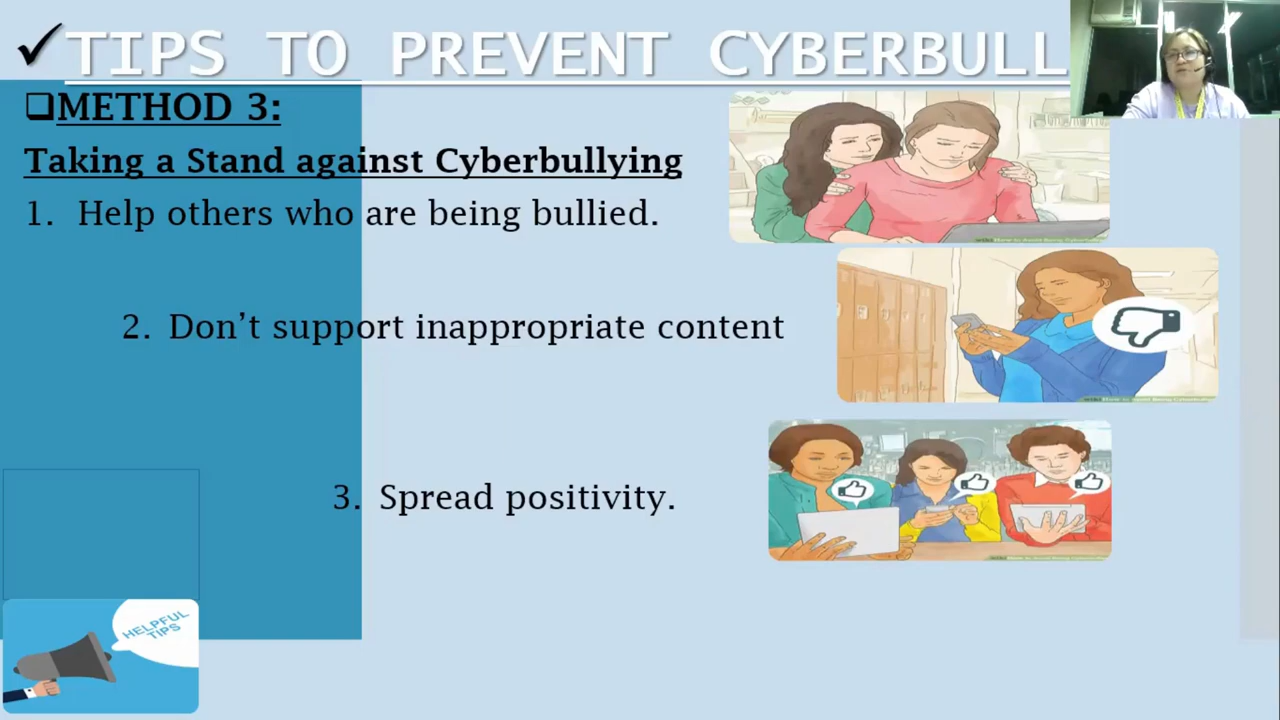 ✓TIPS TO PREVENT CYBERBULL
❑METHOD 3:
Taking a Stand against Cyberbullying
1. Help others who are being bullied.
2. Don’t support inappropriate content
3. Spread positivity.
HELPFUL
TIPS